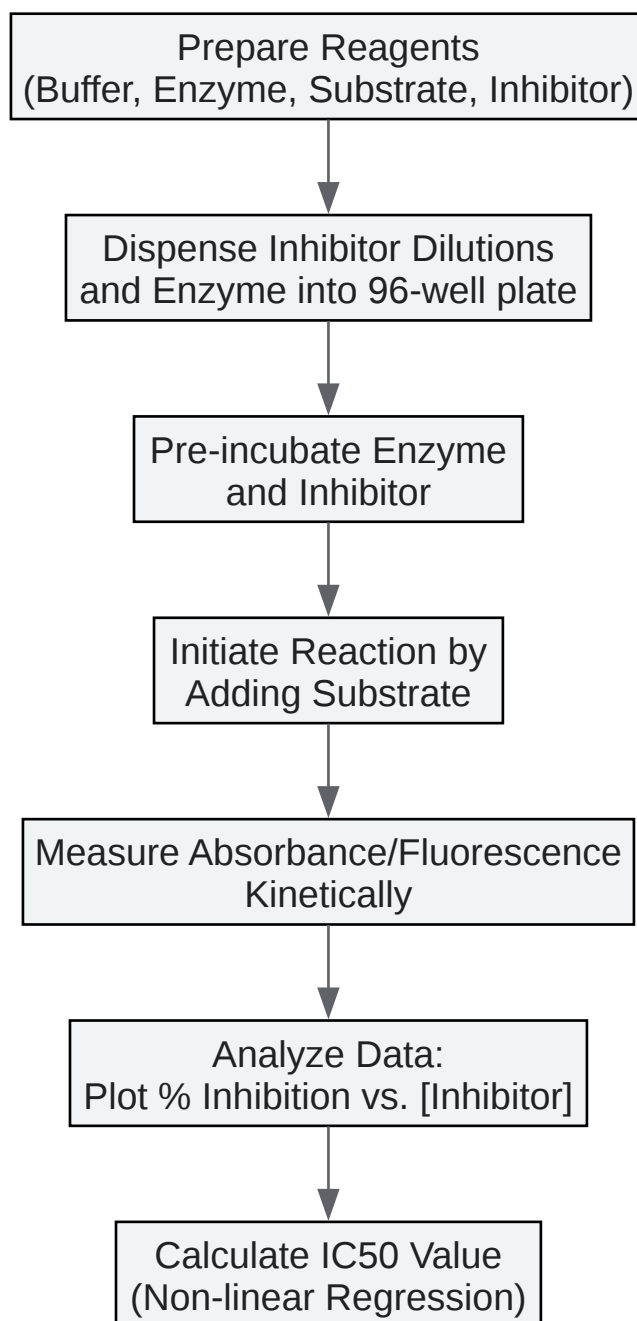 Prepare Reagents
(Buffer, Enzyme, Substrate, Inhibitor)
Dispense Inhibitor Dilutions
and Enzyme into 96-well plate
Pre-incubate Enzyme
and Inhibitor
Initiate Reaction by
Adding Substrate
Measure Absorbance/Fluorescence
Kinetically
Analyze Data:
Plot % Inhibition vs. [Inhibitor]
Calculate IC50 Value
(Non-linear Regression)